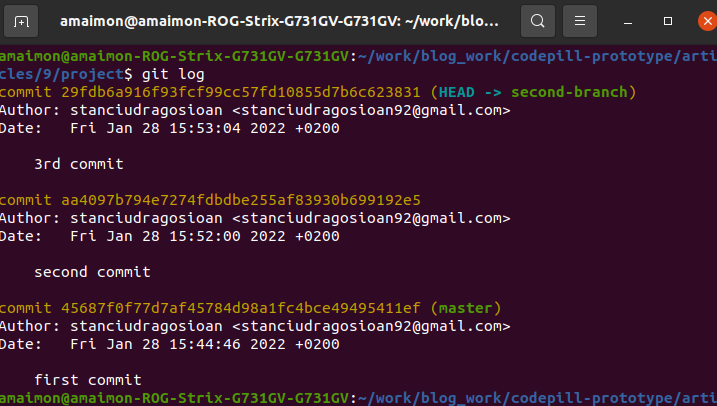 amaimon@amaimon-ROG-Strix-G731GV-G731GV: ~/work/blo...
amaimon@amaimon-ROG-Strix-G731GV-G731GV:~/work/blog_work/codepill-prototype/arti
cles/9/project$ git log
commit 29fdb6a916f93fcf99cc57fd10855d7b6c623831 (HEAD -> second-branch)
Author: stanciudragosioan <stanciudragosioan92@gmail.com>
Date:   Fri Jan 28 15:53:04 2022 +0200
    3rd commit
commit aa4097b794e7274fdbdbe255af83930b699192e5
Author: stanciudragosioan <stanciudragosioan92@gmail.com>
Date:   Fri Jan 28 15:52:00 2022 +0200
    second commit
commit 45687f0f77d7af45784d98a1fc4bce49495411ef (master)
Author: stanciudragosioan <stanciudragosioan92@gmail.com>
Date:   Fri Jan 28 15:44:46 2022 +0200
    first commit
amaimon@amaimon-ROG-Strix-G731GV-G731GV:~/work/blog_work/codepill-prototype/arti